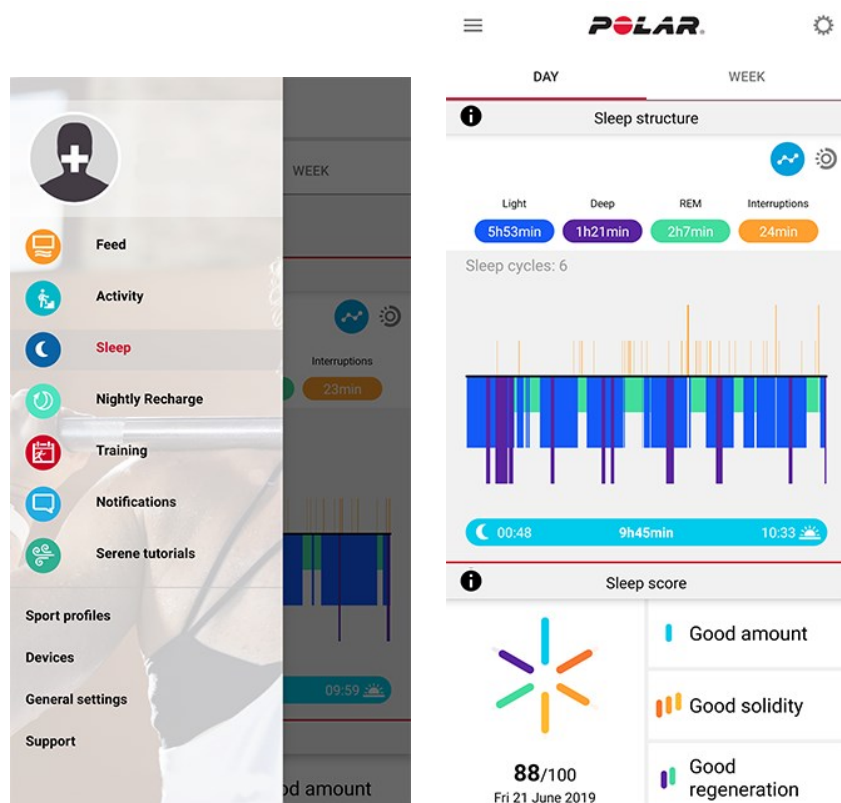 WEEK
Feed
Activity
Sleep
Interruptions
Nightly Recharge
23min
Training
Notifications
Serene tutorials
Sport profiles
Devices
General settings
09:59
Support
od amount
POLAR.
DAY WEEK
Sleep structure
Light Deep REM Interruptions
5h53min 1h21min 2h7min 24min
Sleep cycles: 6
00:48 9h45min 10:33
Sleep score
Good amount
Good solidity
Good
regeneration
88/100
Fri 21 June 2019